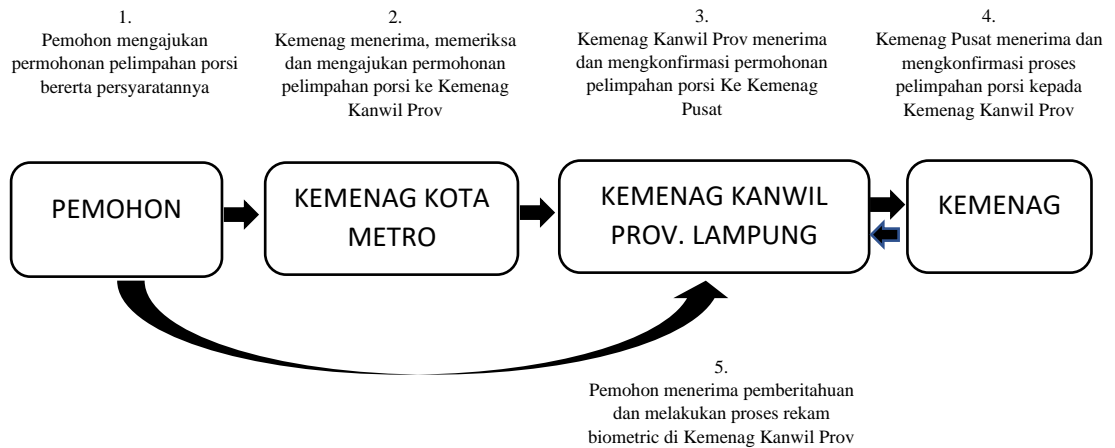 1.
Pemohon mengajukan
permohonan pelimpahan porsi
bererta persyaratannya
2.
Kemenag menerima, memeriksa
dan mengajukan permohonan
pelimpahan porsi ke Kemenag
Kanwil Prov
3.
Kemenag Kanwil Prov menerima
dan mengkonfirmasi permohonan
pelimpahan porsi Ke Kemenag
Pusat
4.
Kemenag Pusat menerima dan
mengkonfirmasi proses
pelimpahan porsi kepada
Kemenag Kanwil Prov
PEMOHON
KEMENAG KOTA
METRO
KEMENAG KANWIL
PROV. LAMPUNG
KEMENAG
5.
Pemohon menerima pemberitahuan
dan melakukan proses rekam
biometric di Kemenag Kanwil Prov